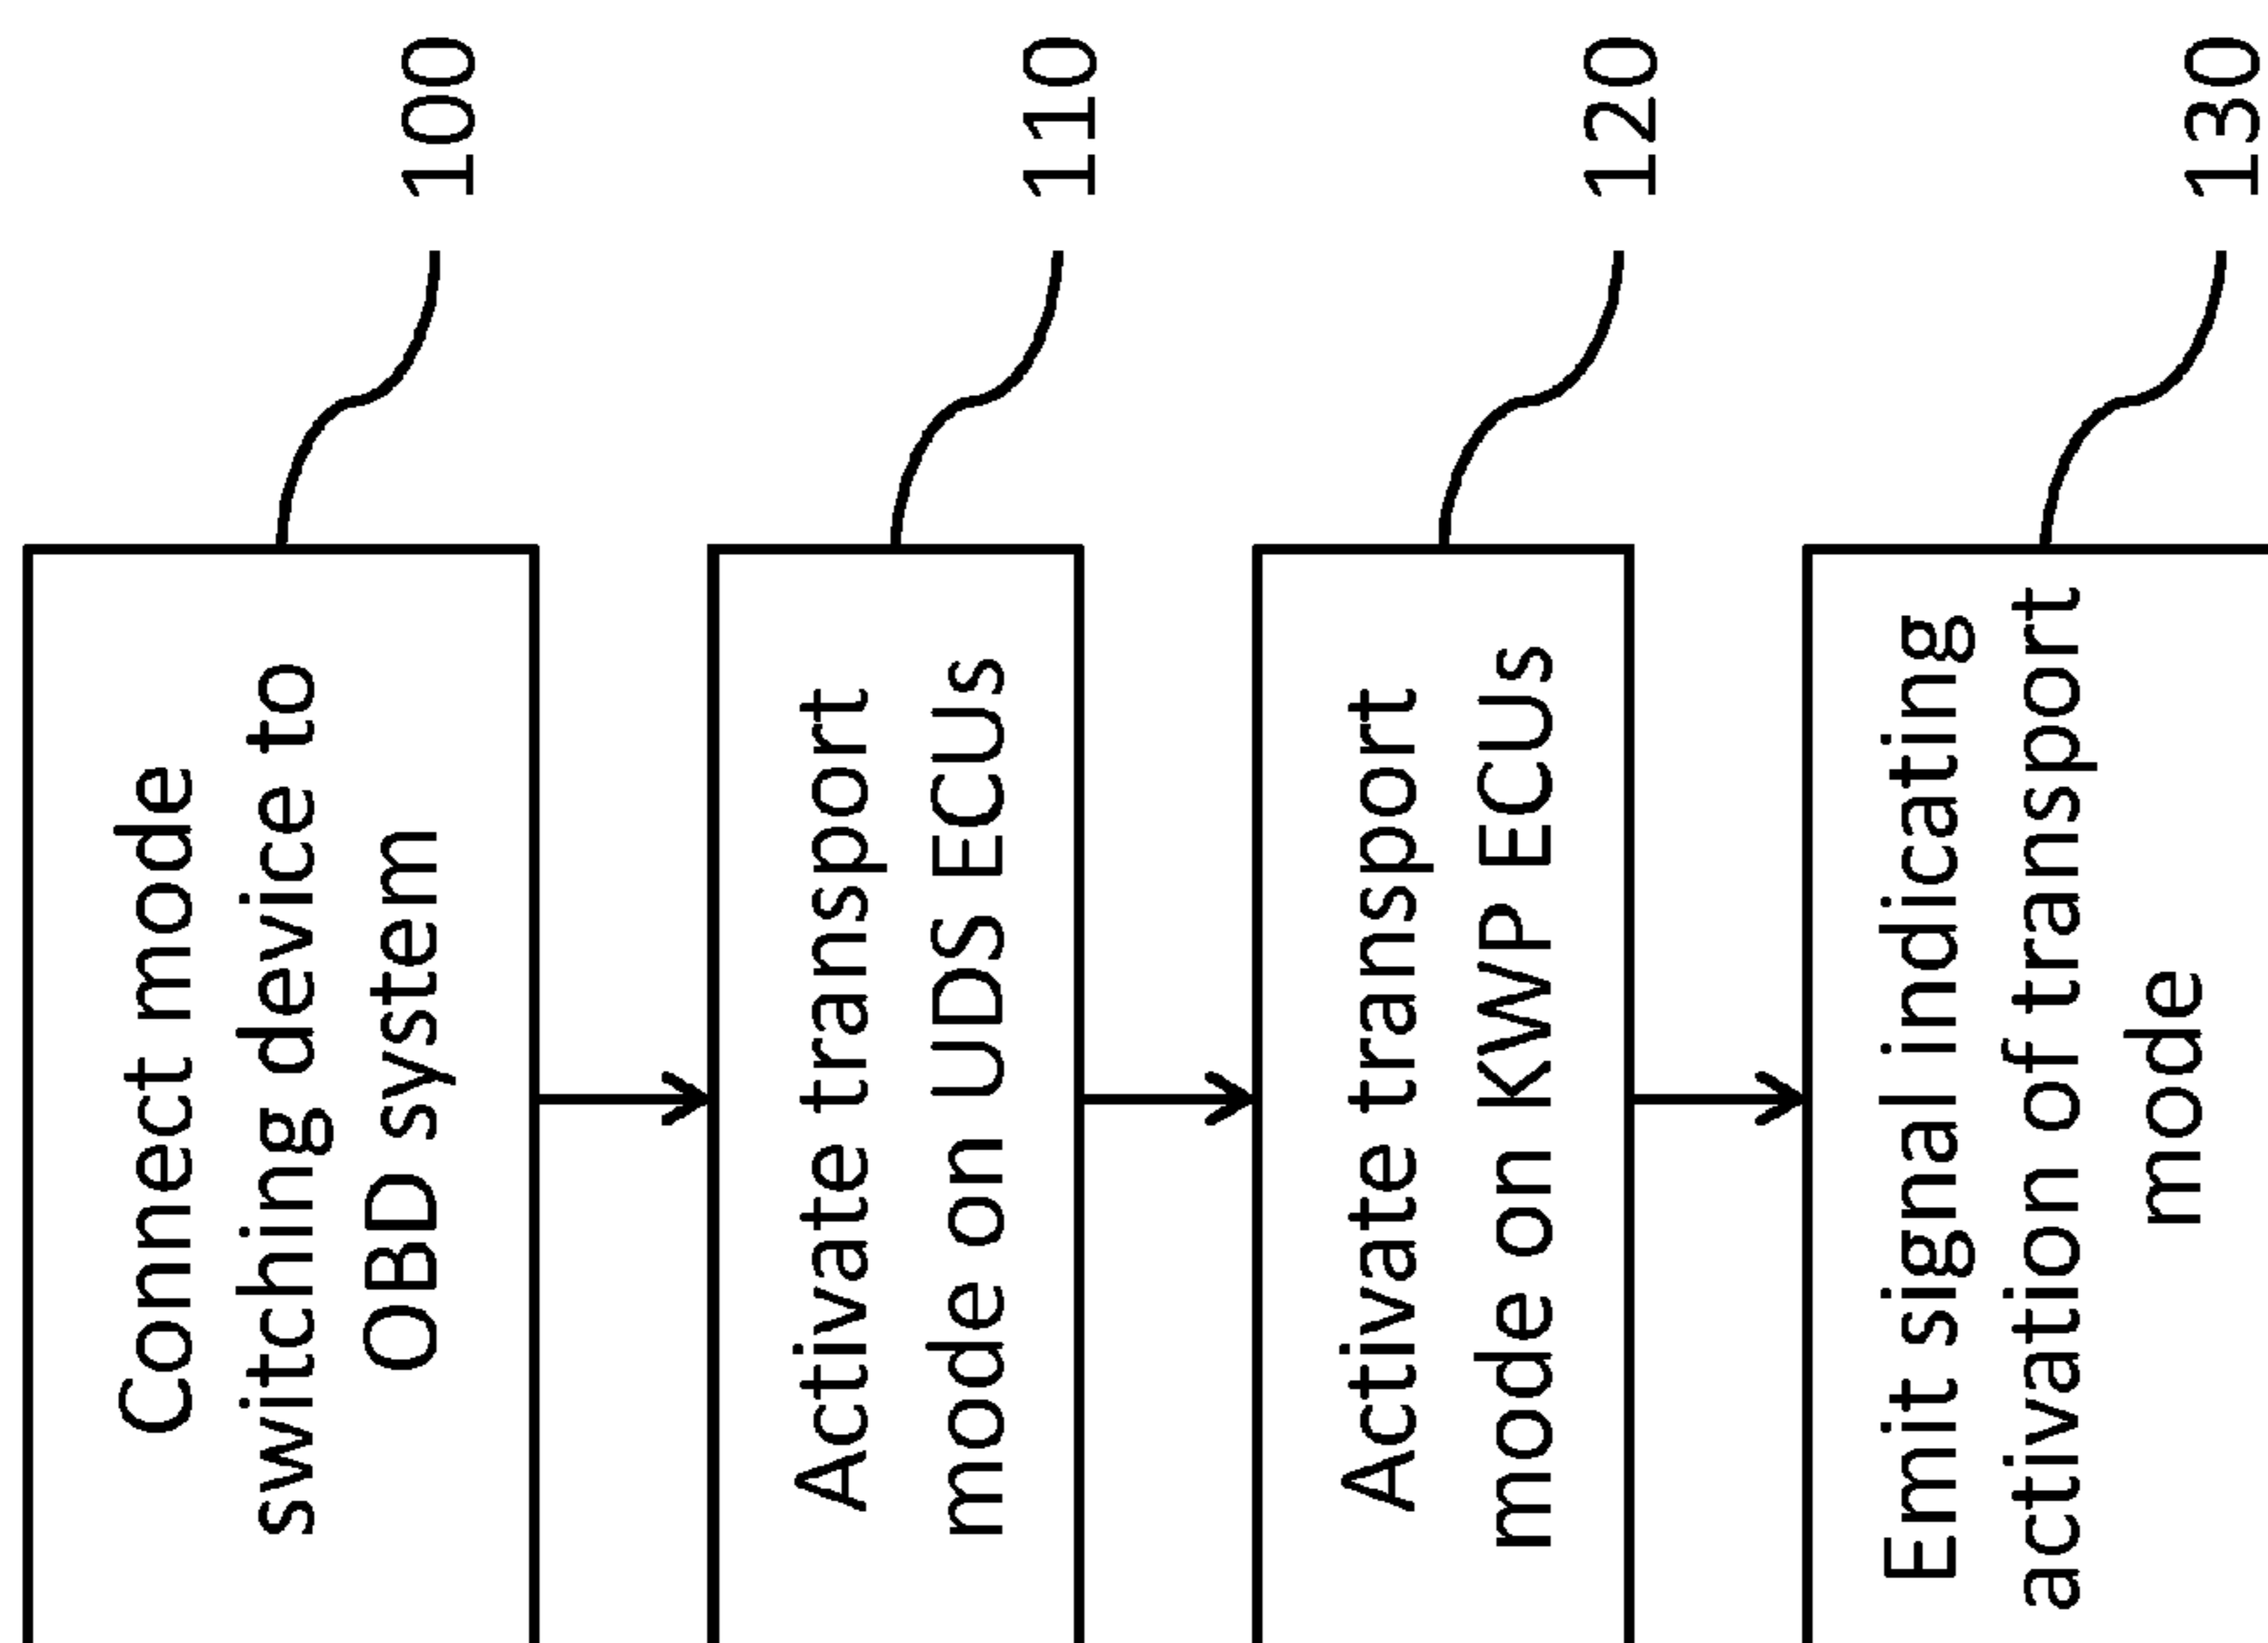 Connect mode
switching device to
OBD system
100
Activate transport
mode on UDS ECUs
110
Activate transport
mode on KWP ECUs
120
Emit signal indicating
activation of transport
mode
130